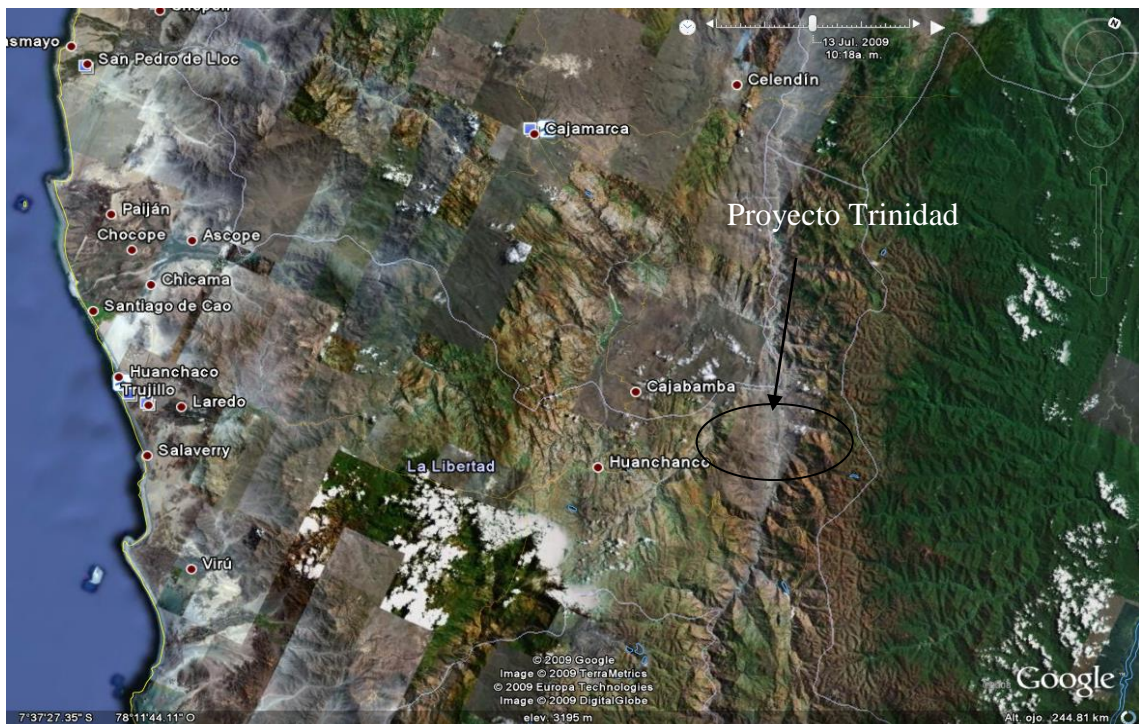 asmayo
San Pedro de Lloc
13 Jul. 2009
10.18a. m.
N
Celendín
Cajamarca
Proyecto Trinidad
Paiján
Chocope
Ascope
Chicama
Santiago de Cao
Huanchaco
Trujillo
Laredo
Cajabamba
Salaverry
La Libertad
Huanchanco
Virú
© 2009 Google
Image © 2009 TerraMetrics
© 2009 Europa Technologies
Image © 2009 DigitalGlobe
Google
7°37'27.35" S 78°11'44.11" O
elev. 3195 m
Alt. ojo 244.81 km